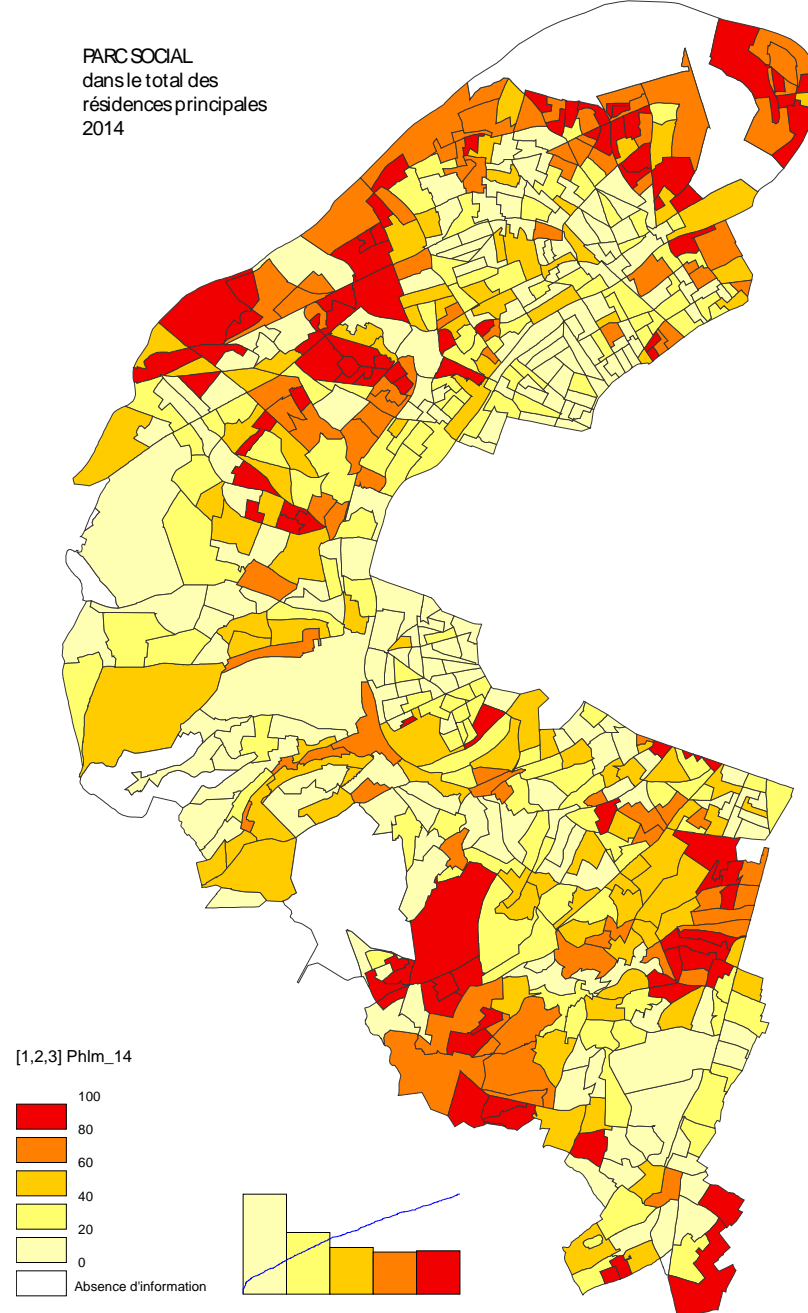 PARC SOCIAL
dans le total des
résidences principales
2014
[1,2,3] Phlm_14
100
80
60
40
20
0
Absence d'information